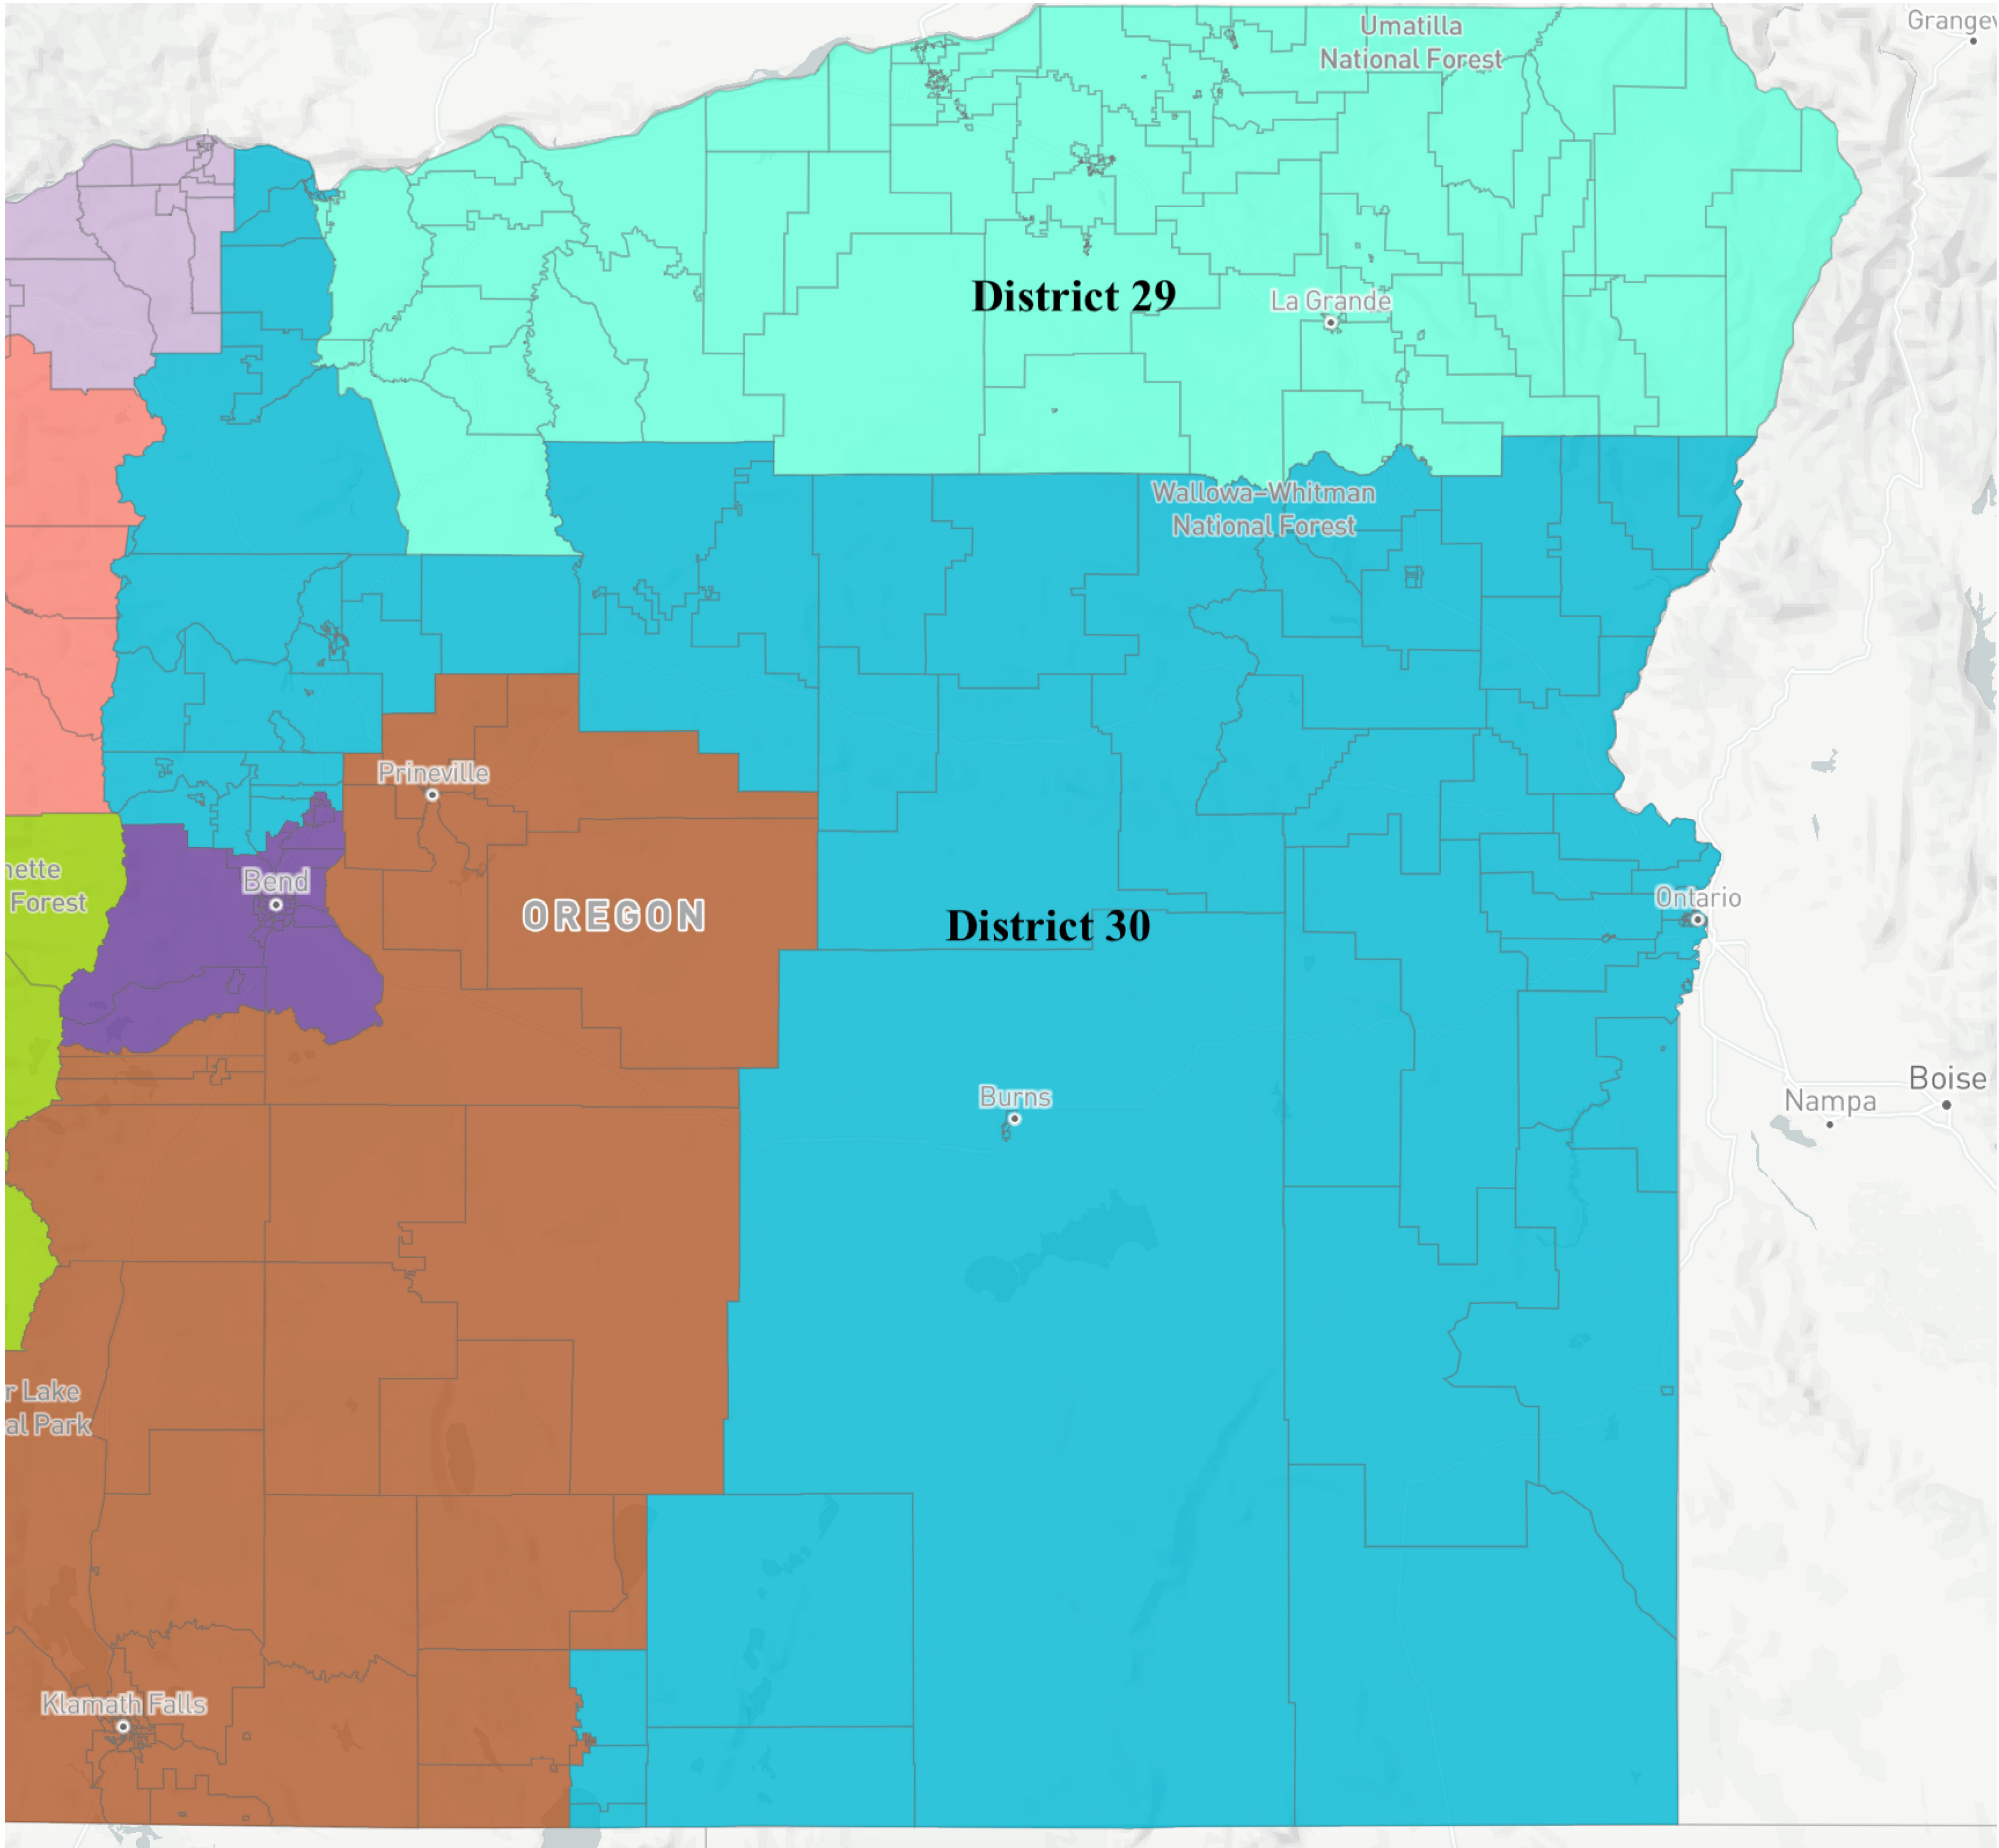 Umatilla
National Forest
Grangev
District 29
La Grande
Wallowa–Whitman
National Forest
Prineville
nette
Forest
Bend
OREGON
District 30
Ontario
Burns
Boise
Nampa
r Lake
al Park
Klamath Falls